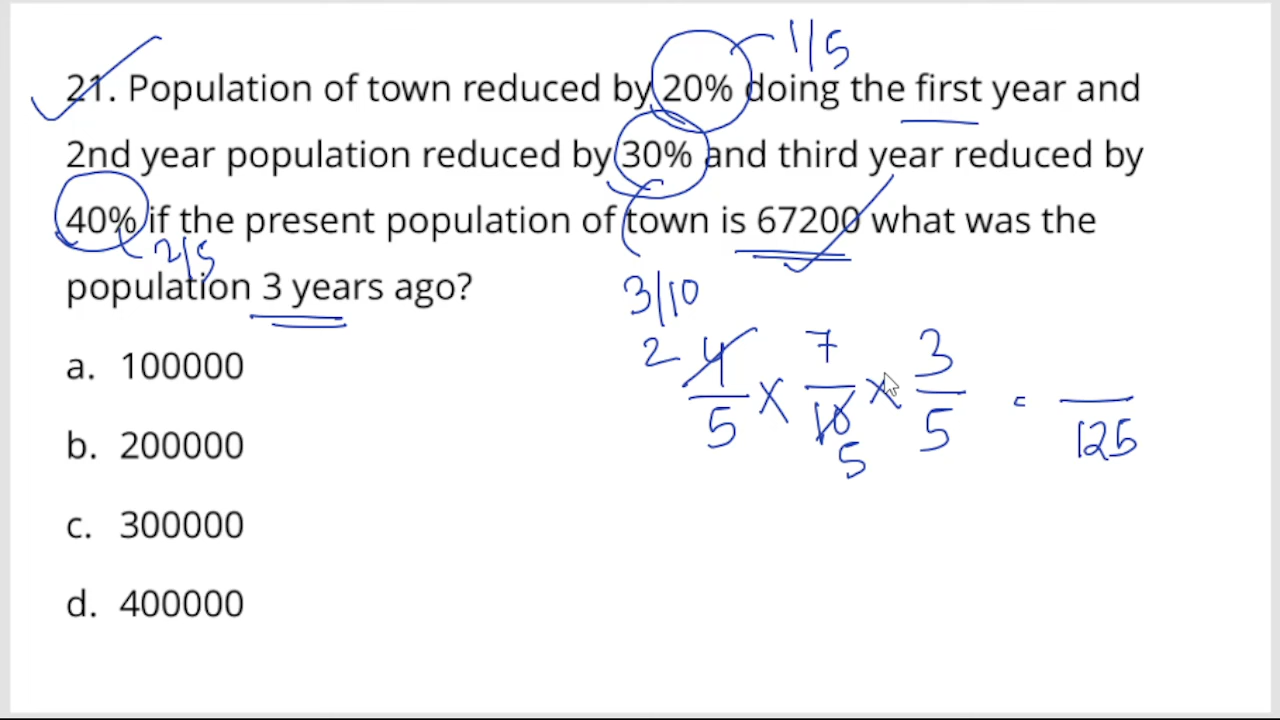 1/5
21. Population of town reduced by 20% doing the first year and
2nd year population reduced by 30% and third year reduced by
40% if the present population of town is 67200 what was the
2/5
population 3 years ago?
3/10
a. 100000
2 4/5 × 7/10 × 3/5 = /125
5
b. 200000
c. 300000
d. 400000